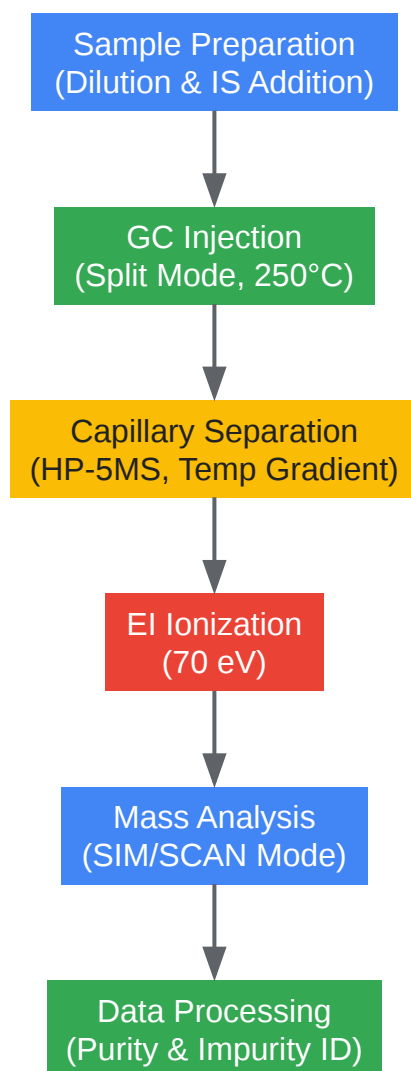 Sample Preparation
(Dilution & IS Addition)
GC Injection
(Split Mode, 250°C)
Capillary Separation
(HP-5MS, Temp Gradient)
EI Ionization
(70 eV)
Mass Analysis
(SIM/SCAN Mode)
Data Processing
(Purity & Impurity ID)